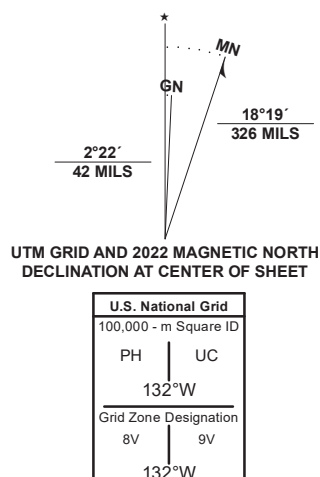 ★
MN
GN
18°19´
326 MILS
2°22´
42 MILS
UTM GRID AND 2022 MAGNETIC NORTH
DECLINATION AT CENTER OF SHEET
U.S. National Grid
100,000 - m Square ID
PH UC
132°W
Grid Zone Designation
8V 9V
132°W